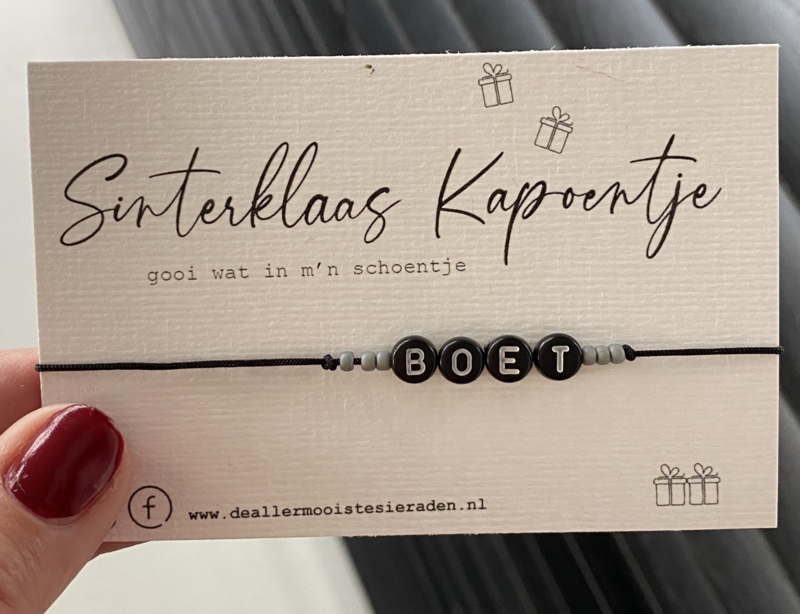 Sinterklaas Kapoentje
gooi wat in m'n schoentje
BOET
f www.deallermooistesieraden.nl